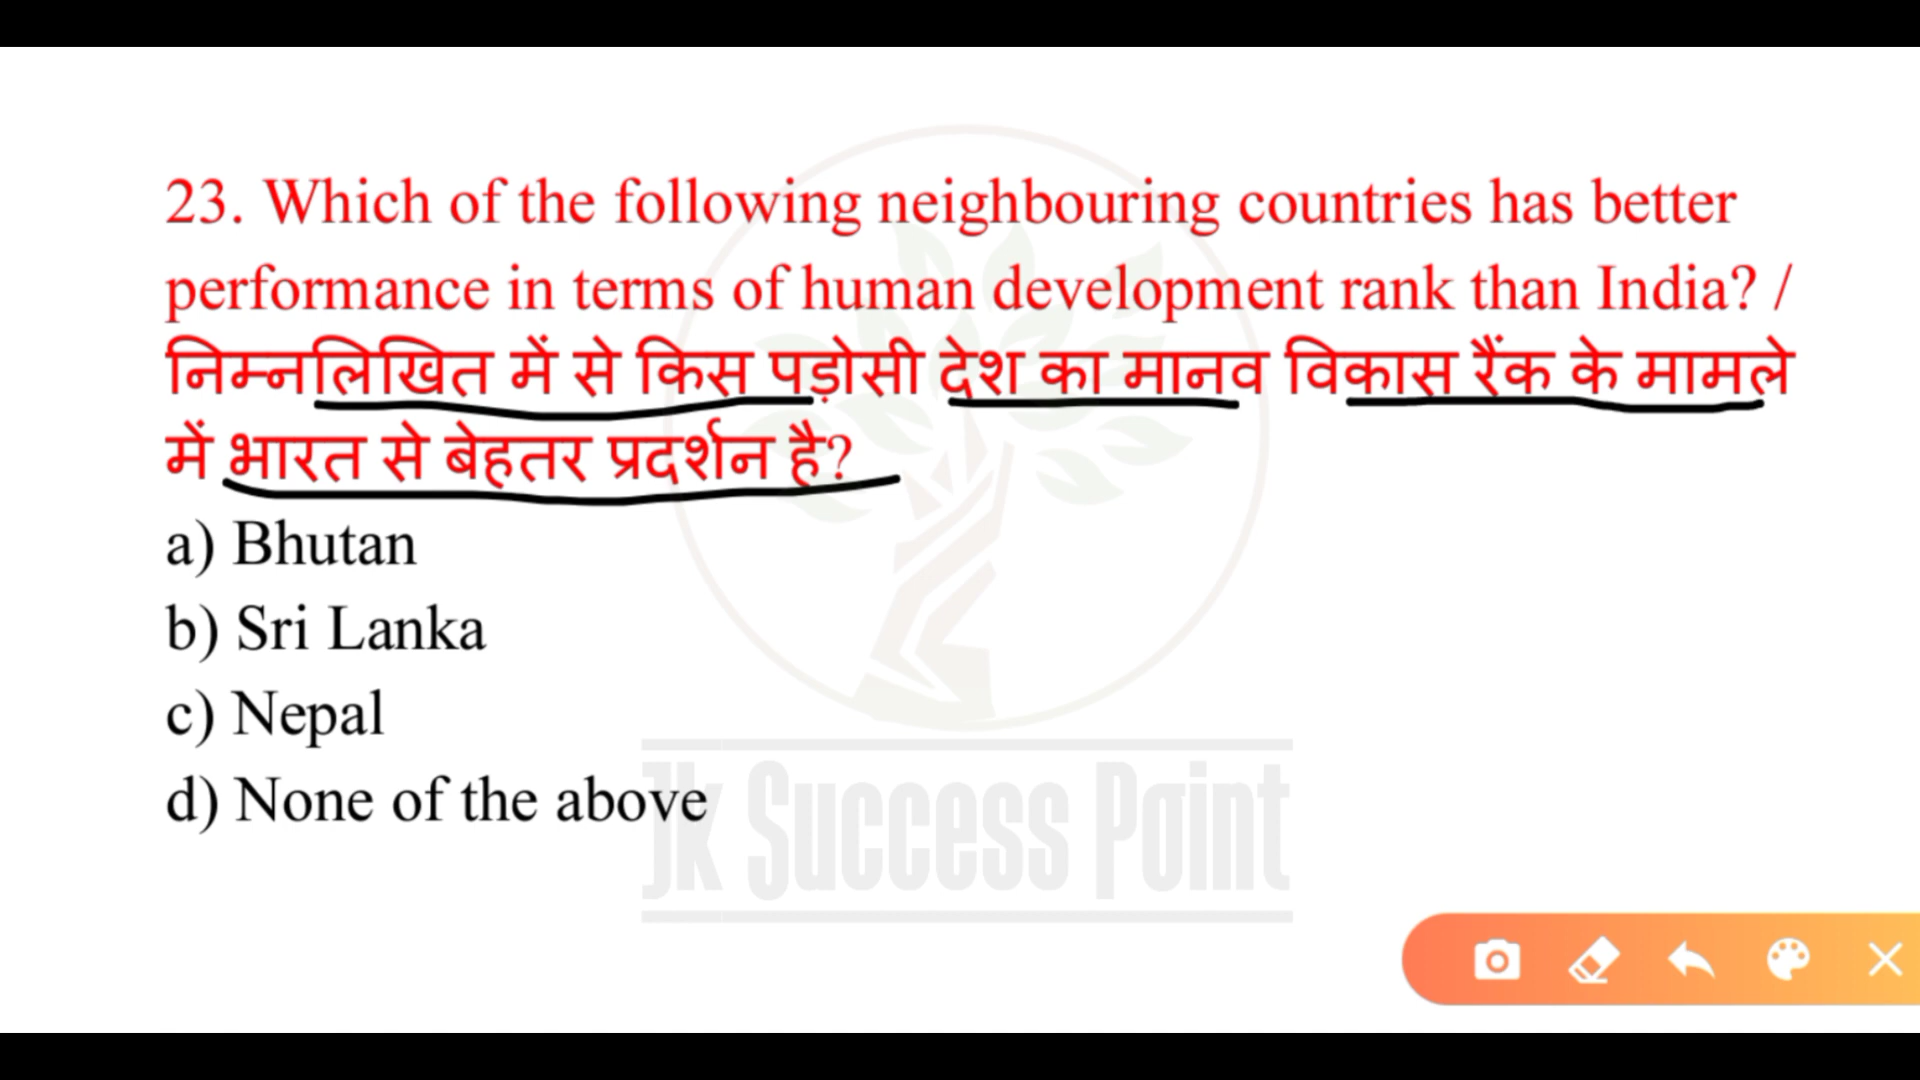 23. Which of the following neighbouring countries has better
performance in terms of human development rank than India? /
निम्नलिखित में से किस पड़ोसी देश का मानव विकास रैंक के मामले
में भारत से बेहतर प्रदर्शन है?
a) Bhutan
b) Sri Lanka
c) Nepal
d) None of the above
Jk Success Point